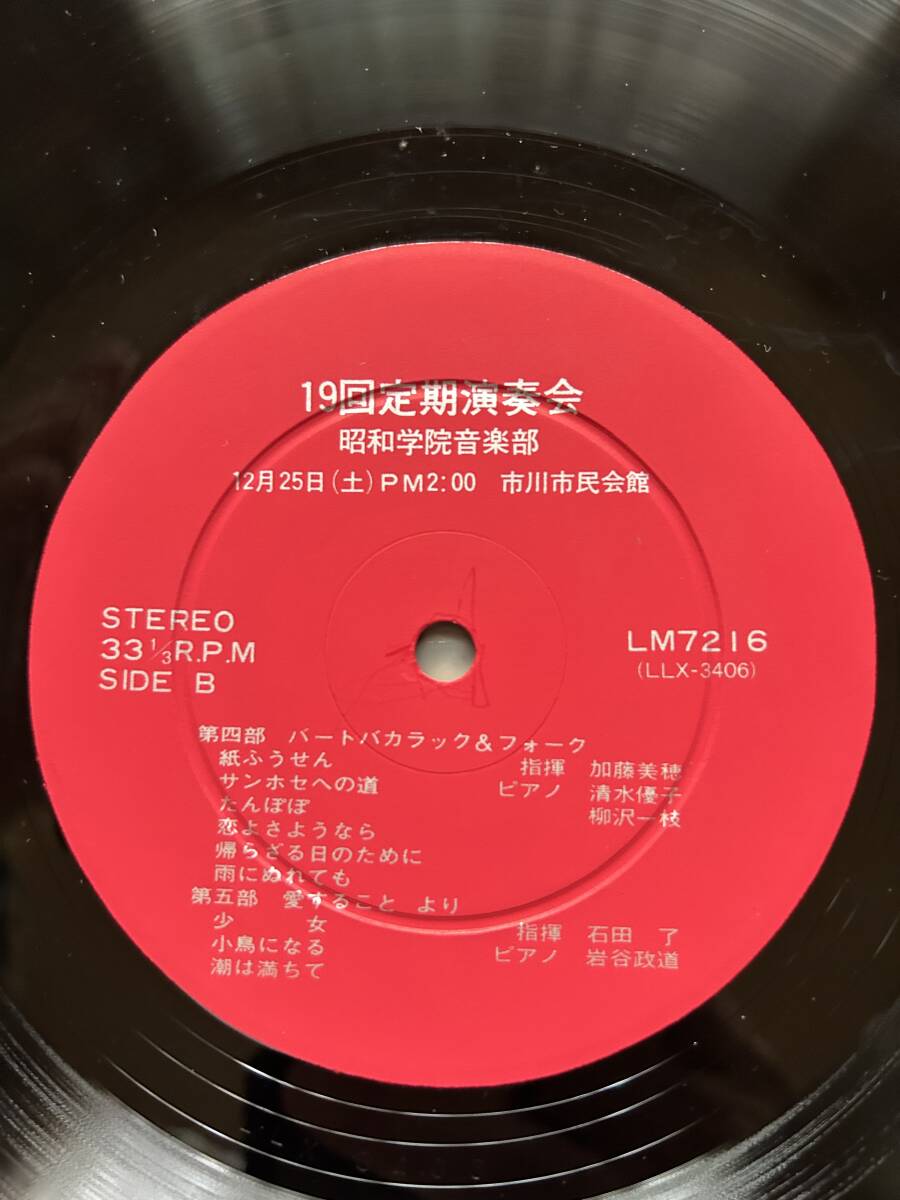 19回定期演奏会
昭和学院音楽部
12月25日(土)PM2:00 市川市民会館
STEREO
33 1/3 R.P.M
SIDE B
LM7216
(LLX-3406)
第四部 バートバカラック&フォーク
紙ふうせん 指揮 加藤美穂
サンホセへの道 ピアノ 清水優子
たんぽぽ 柳沢一枝
恋よさようなら
帰らざる日のために
雨にぬれても
第五部 愛すること より
少女 指揮 石田 了
小鳥になる ピアノ 岩谷政道
潮は満ちて